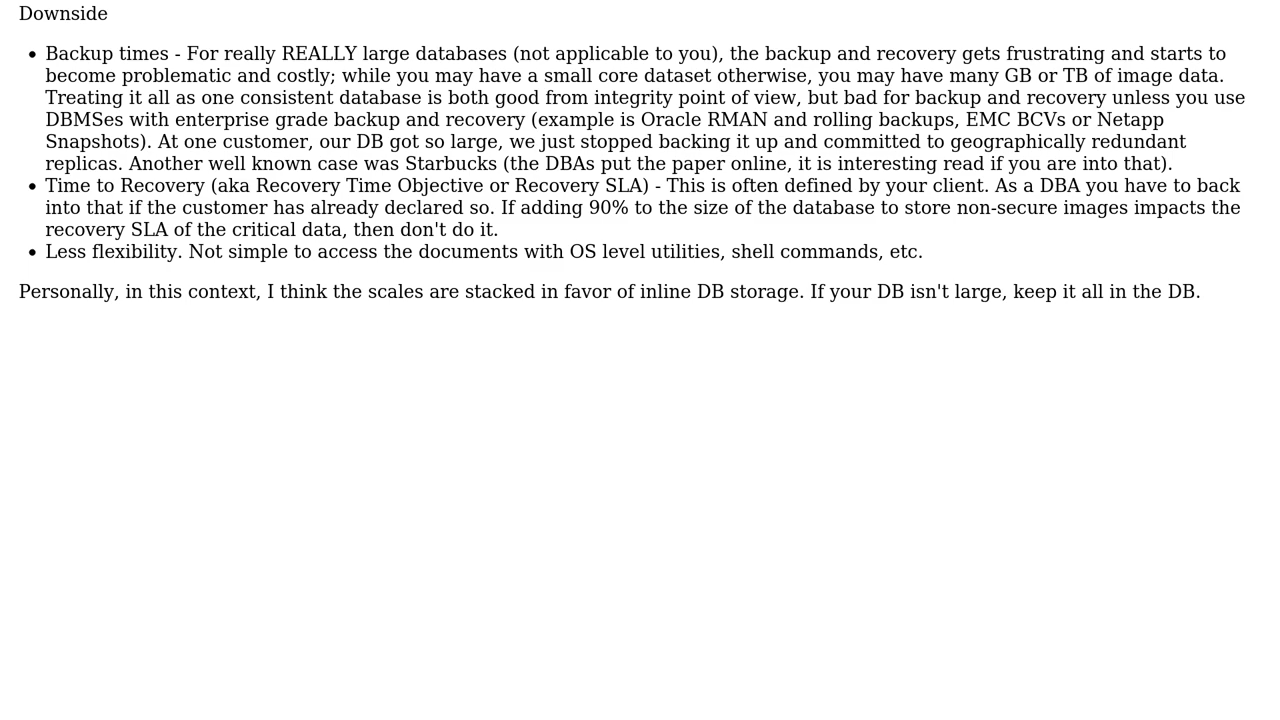 Downside
• Backup times - For really REALLY large databases (not applicable to you), the backup and recovery gets frustrating and starts to
become problematic and costly; while you may have a small core dataset otherwise, you may have many GB or TB of image data.
Treating it all as one consistent database is both good from integrity point of view, but bad for backup and recovery unless you use
DBMSes with enterprise grade backup and recovery (example is Oracle RMAN and rolling backups, EMC BCVs or Netapp
Snapshots). At one customer, our DB got so large, we just stopped backing it up and committed to geographically redundant
replicas. Another well known case was Starbucks (the DBAs put the paper online, it is interesting read if you are into that).
• Time to Recovery (aka Recovery Time Objective or Recovery SLA) - This is often defined by your client. As a DBA you have to back
into that if the customer has already declared so. If adding 90% to the size of the database to store non-secure images impacts the
recovery SLA of the critical data, then don't do it.
• Less flexibility. Not simple to access the documents with OS level utilities, shell commands, etc.
Personally, in this context, I think the scales are stacked in favor of inline DB storage. If your DB isn't large, keep it all in the DB.